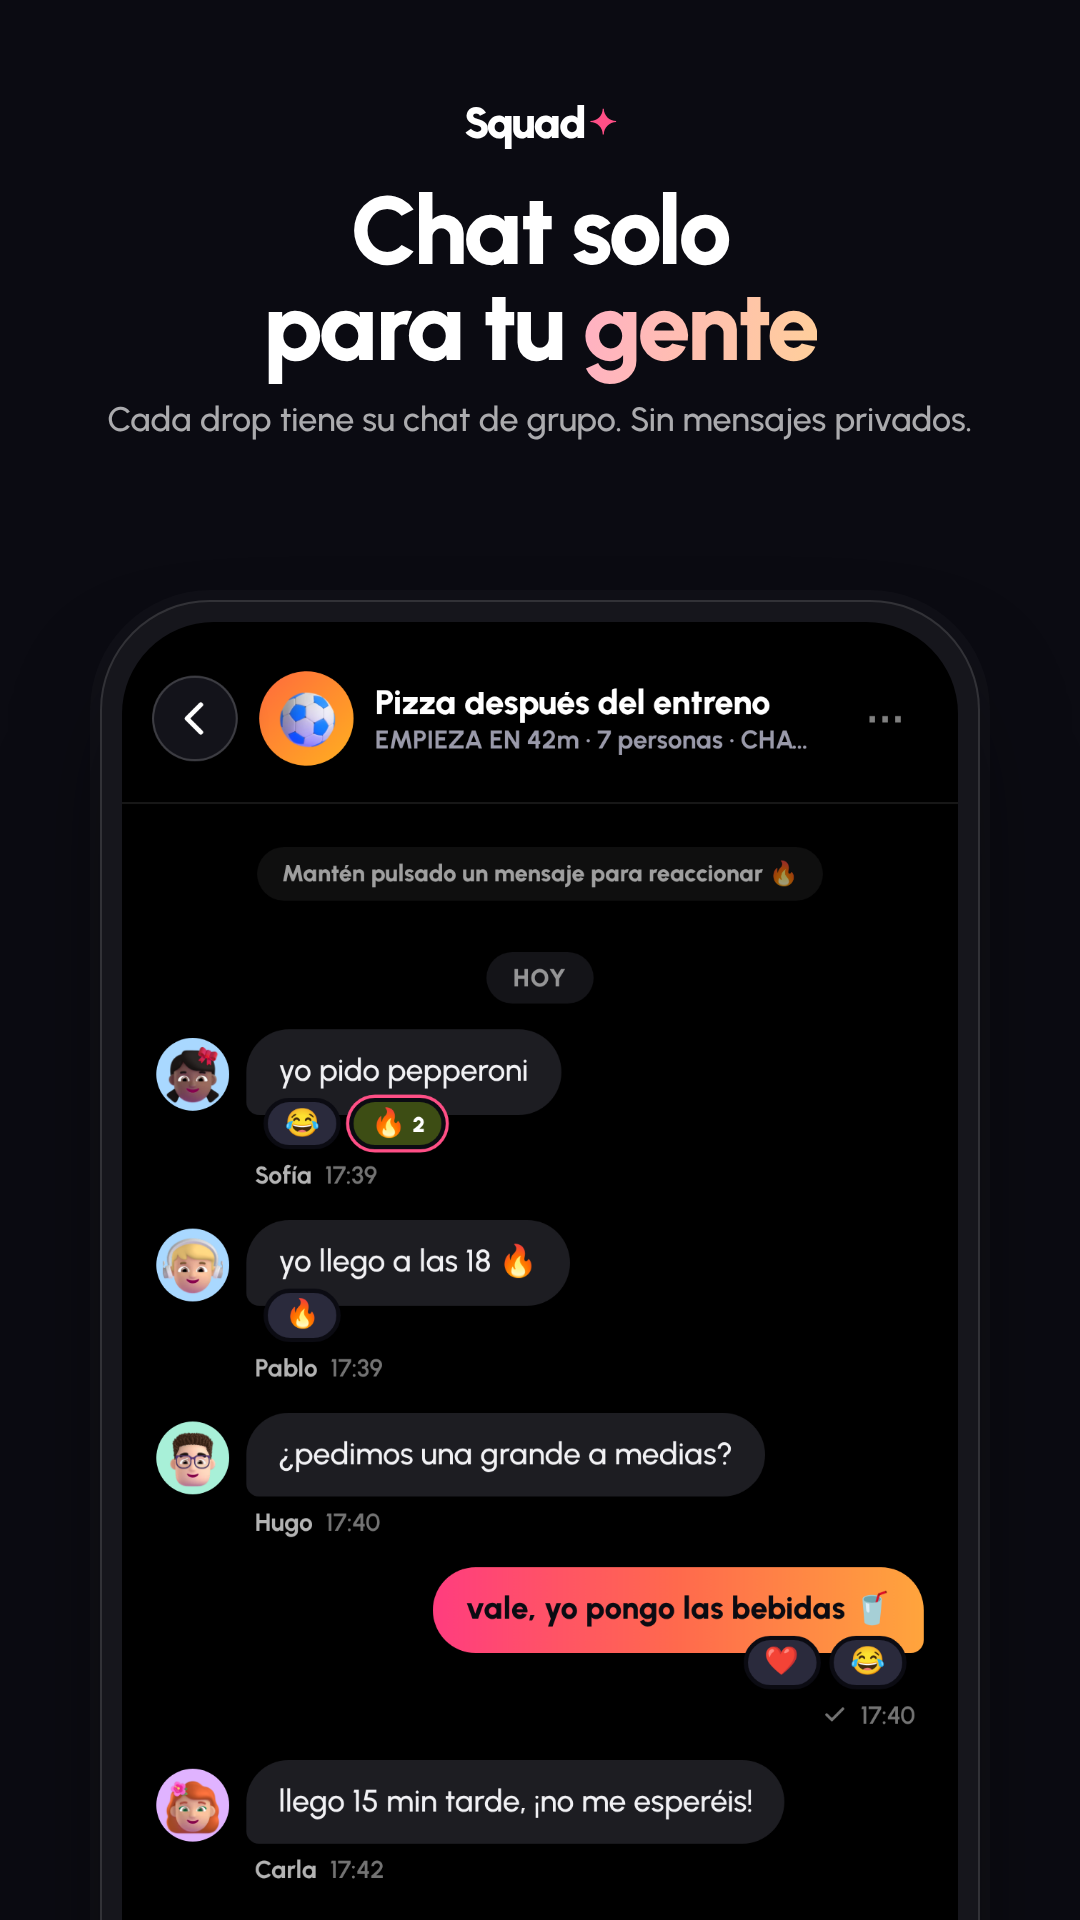 Squad
Chat solo
para tu gente
Cada drop tiene su chat de grupo. Sin mensajes privados.
Pizza después del entreno
EMPIEZA EN 42m · 7 personas · CHA...
Mantén pulsado un mensaje para reaccionar 🔥
HOY
yo pido pepperoni
😂 🔥 2
Sofía 17:39
yo llego a las 18 🔥
🔥
Pablo 17:39
¿pedimos una grande a medias?
Hugo 17:40
vale, yo pongo las bebidas 🥤
❤️ 😂
✓ 17:40
llego 15 min tarde, ¡no me esperéis!
Carla 17:42